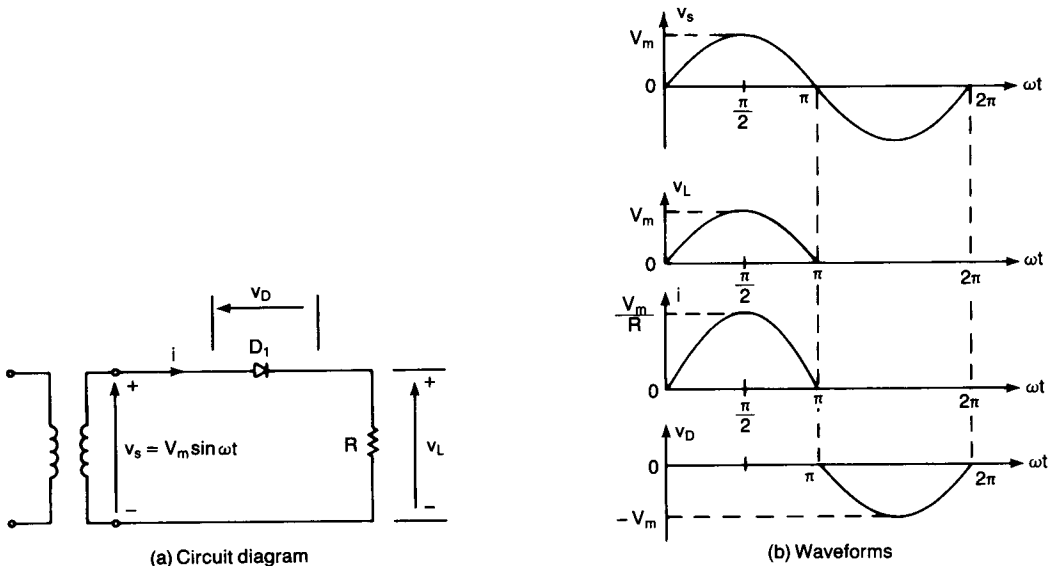 v_D
D₁
i
+
+
v_s = V_m sin ωt
R
v_L
−
−
(a) Circuit diagram
v_s
V_m
0
π/2
π
2π
ωt
v_L
V_m
0
π/2
π
2π
ωt
i
V_m/R
0
π/2
π
2π
ωt
v_D
0
π
2π
ωt
− V_m
(b) Waveforms